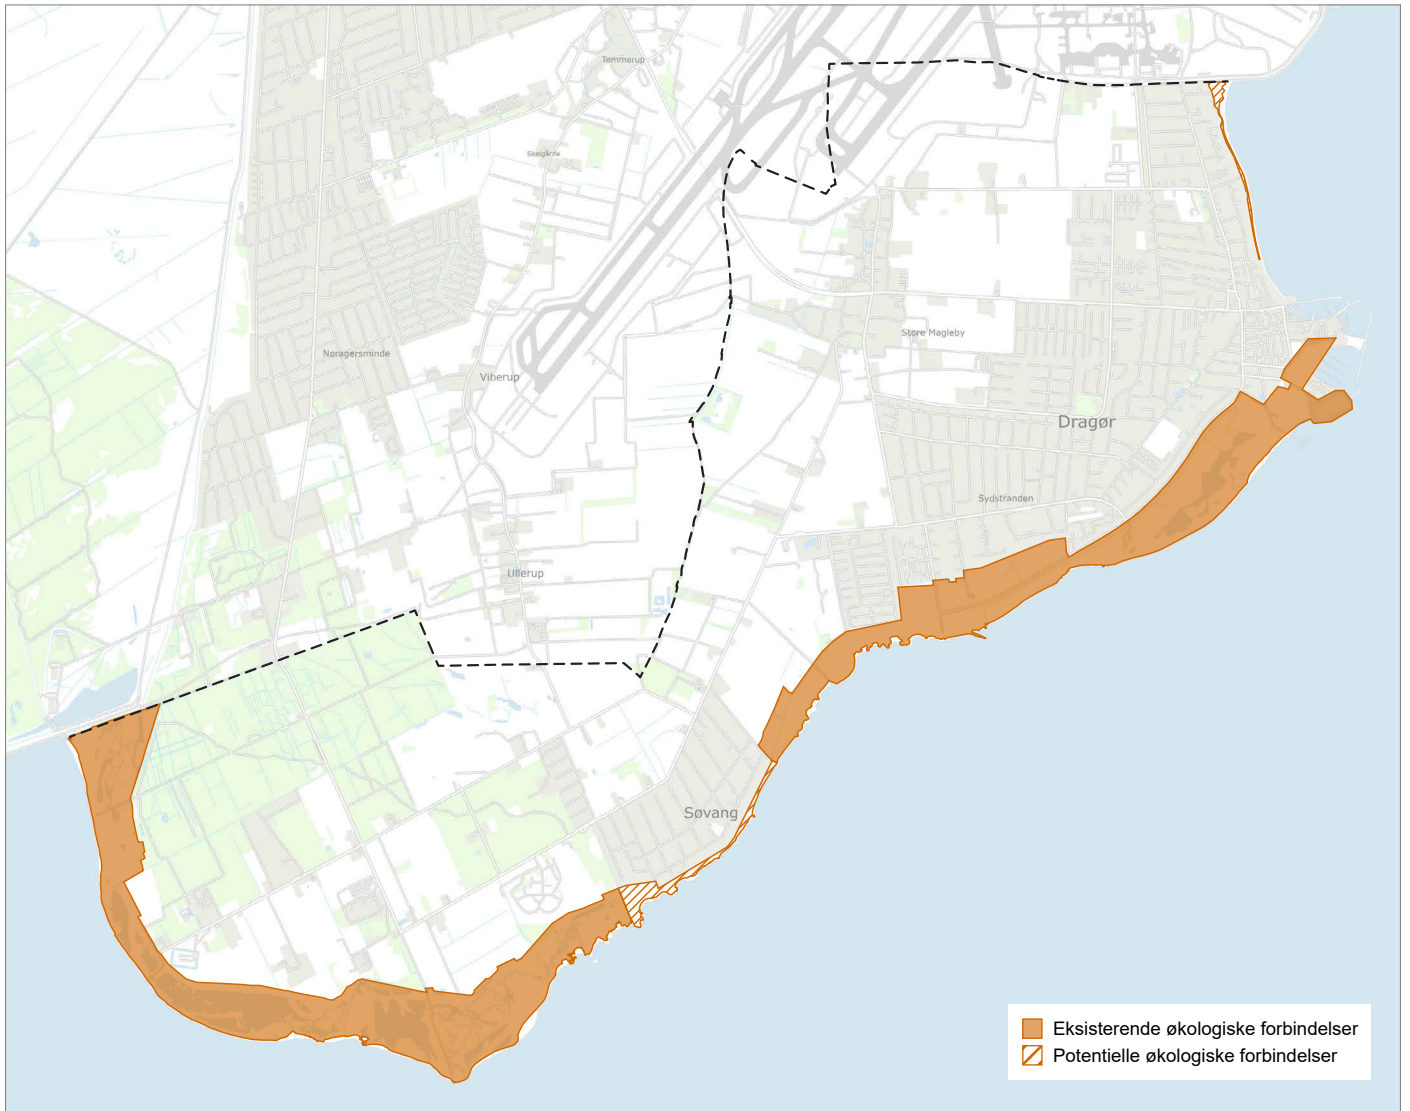 Tømmerup
Skelgårde
Nøragersminde
Viberup
Store Magleby
Dragør
Sydstranden
Ullerup
Søvang
Eksisterende økologiske forbindelser
Potentielle økologiske forbindelser